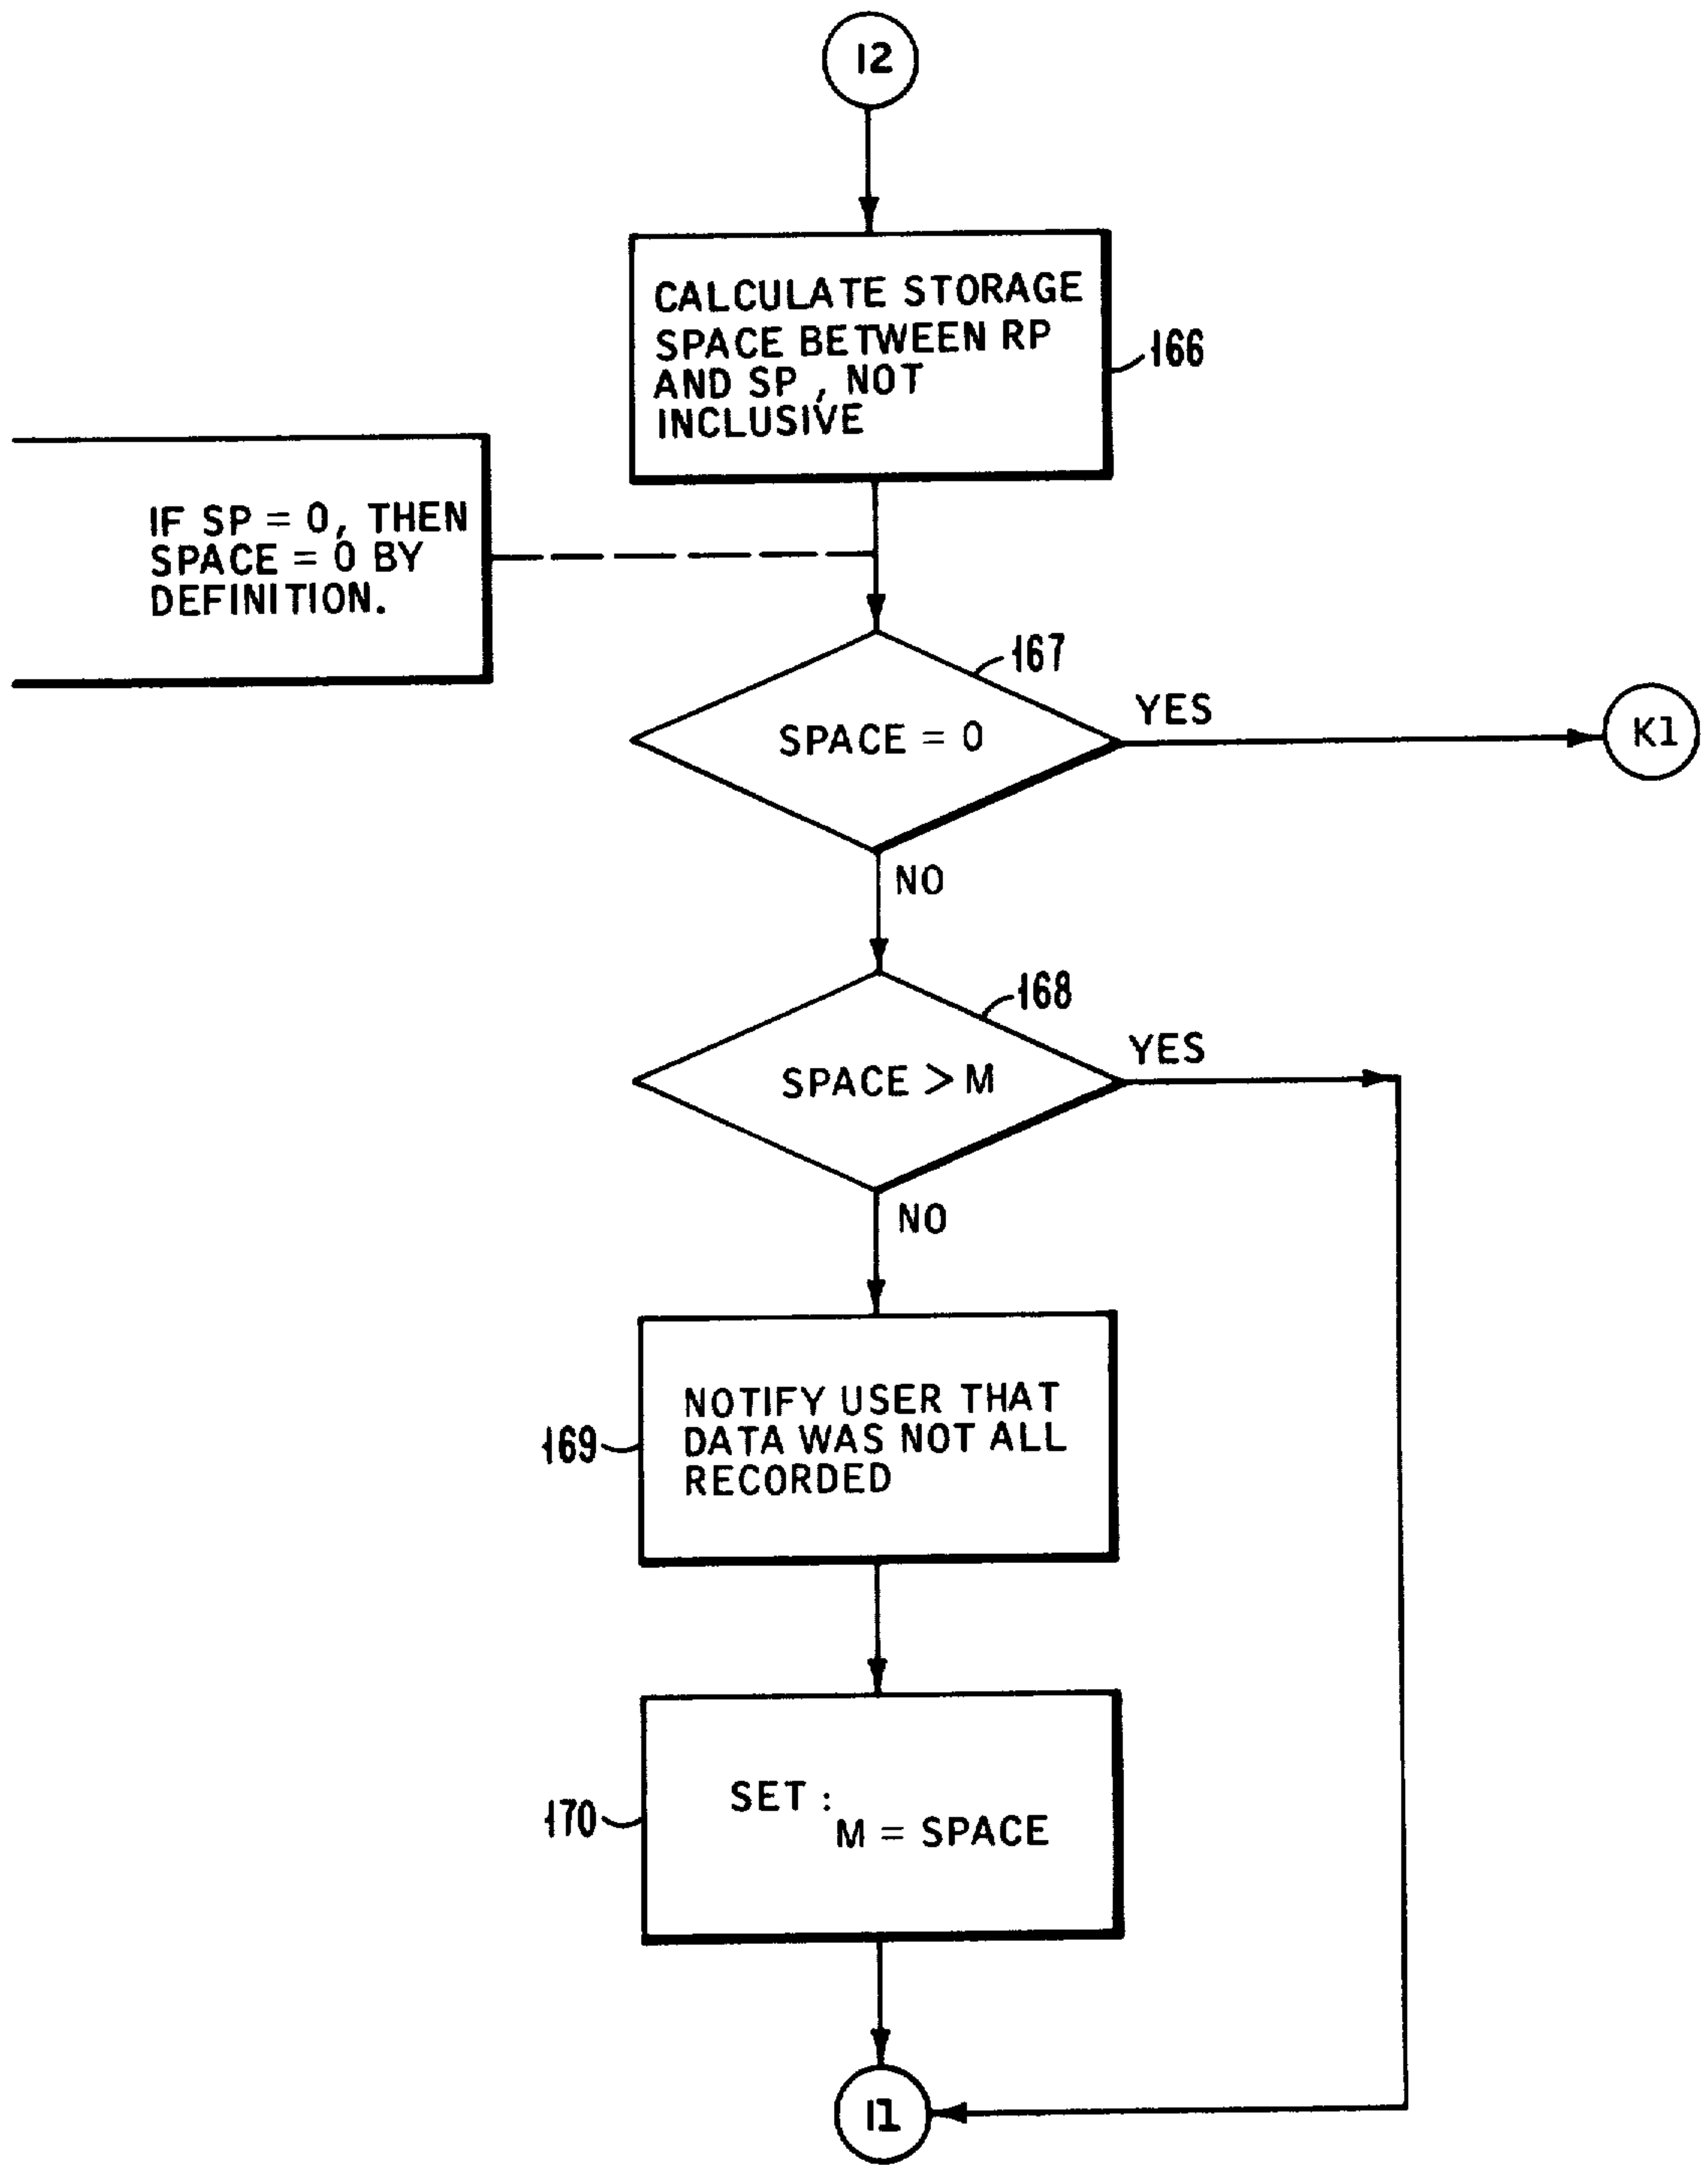 I2
CALCULATE STORAGE
SPACE BETWEEN RP
AND SP, NOT
INCLUSIVE
166
IF SP = 0, THEN
SPACE = 0 BY
DEFINITION.
167
SPACE = 0
YES
K1
NO
168
SPACE > M
YES
NO
169
NOTIFY USER THAT
DATA WAS NOT ALL
RECORDED
170
SET:
M = SPACE
I1